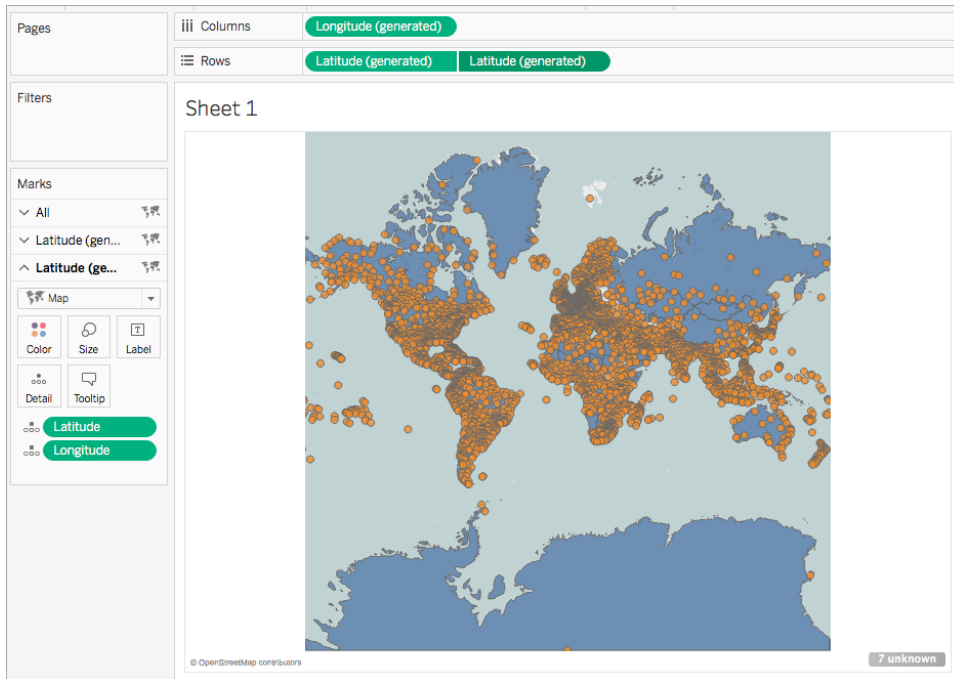 Pages
Columns
Longitude (generated)
Rows
Latitude (generated)
Latitude (generated)
Filters
Sheet 1
Marks
All
Latitude (gen...
Latitude (ge...
Map
Color
Size
T
Label
Detail
Tooltip
Latitude
Longitude
© OpenStreetMap contributors
7 unknown